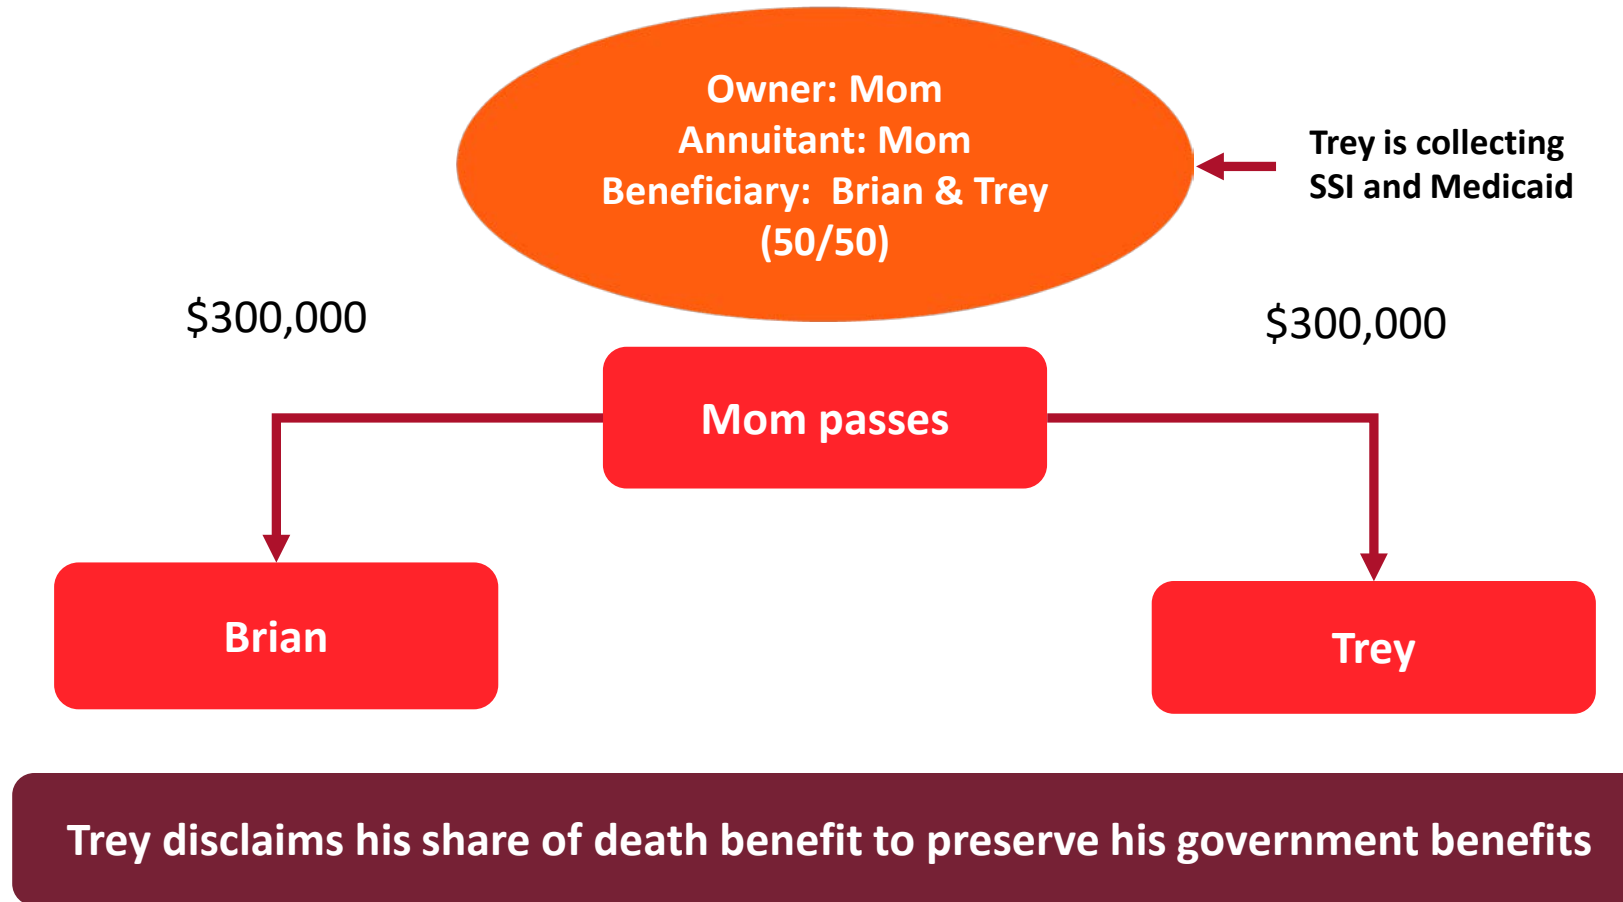 Owner: Mom
Annuitant: Mom
Beneficiary: Brian & Trey
(50/50)
Trey is collecting
SSI and Medicaid
$300,000
$300,000
Mom passes
Brian
Trey
Trey disclaims his share of death benefit to preserve his government benefits